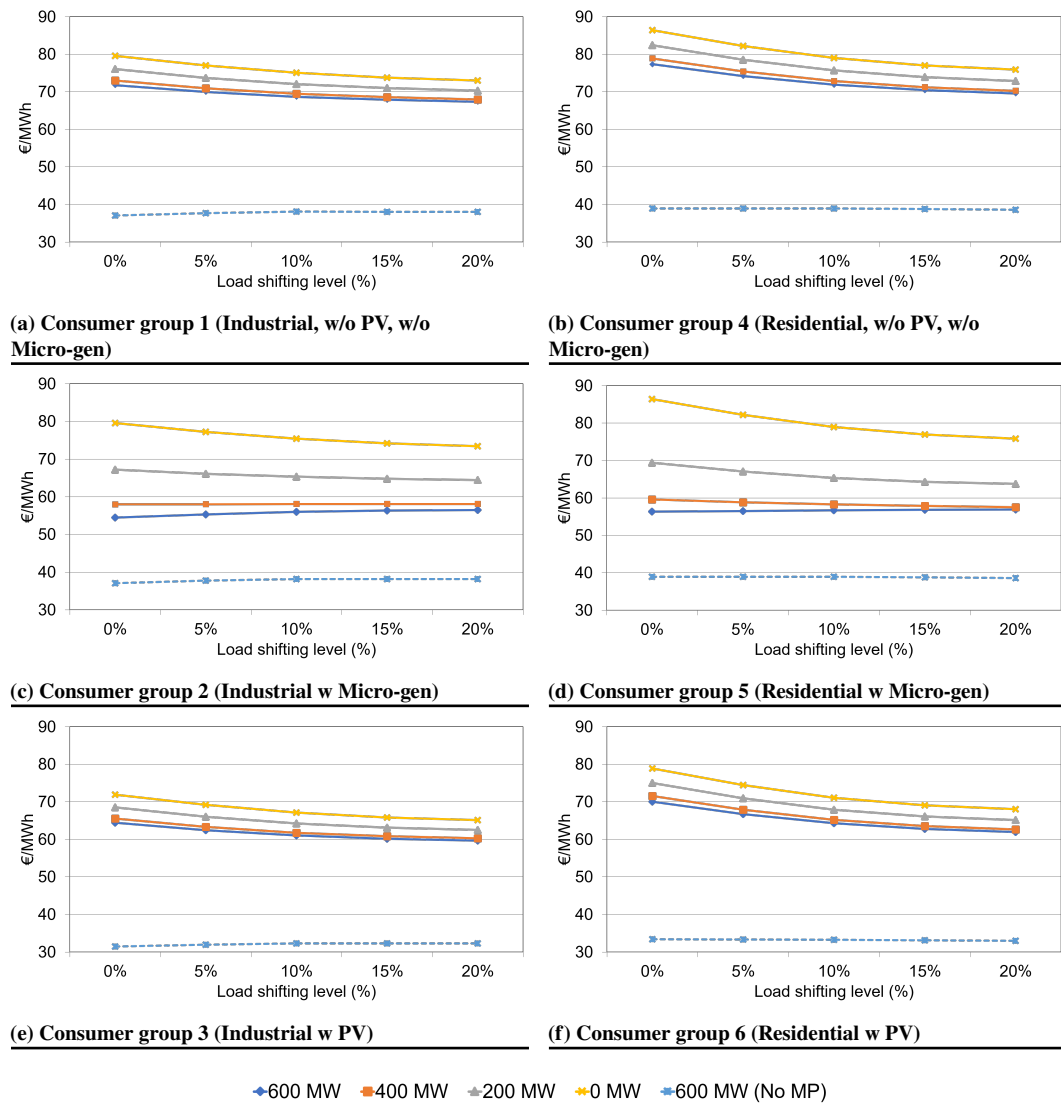 90
80
70
60
50
40
30
€/MWh
0% 5% 10% 15% 20%
Load shifting level (%)
(a) Consumer group 1 (Industrial, w/o PV, w/o
Micro-gen)
90
80
70
60
50
40
30
€/MWh
0% 5% 10% 15% 20%
Load shifting level (%)
(b) Consumer group 4 (Residential, w/o PV, w/o
Micro-gen)
90
80
70
60
50
40
30
€/MWh
0% 5% 10% 15% 20%
Load shifting level (%)
(c) Consumer group 2 (Industrial w Micro-gen)
90
80
70
60
50
40
30
€/MWh
0% 5% 10% 15% 20%
Load shifting level (%)
(d) Consumer group 5 (Residential w Micro-gen)
90
80
70
60
50
40
30
€/MWh
0% 5% 10% 15% 20%
Load shifting level (%)
(e) Consumer group 3 (Industrial w PV)
90
80
70
60
50
40
30
€/MWh
0% 5% 10% 15% 20%
Load shifting level (%)
(f) Consumer group 6 (Residential w PV)
600 MW 400 MW 200 MW 0 MW 600 MW (No MP)